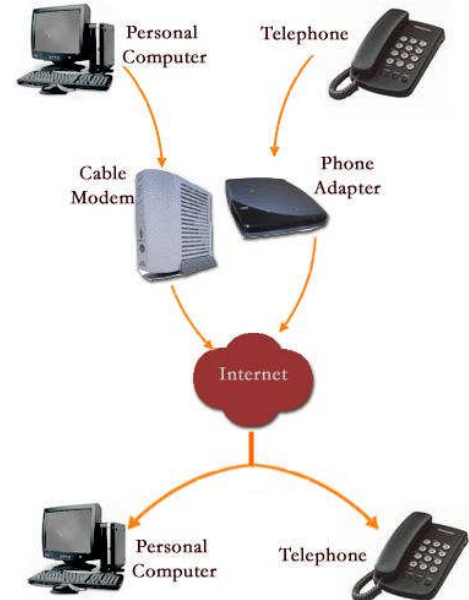 Personal
Computer
Telephone
Cable
Modem
Phone
Adapter
Internet
Personal
Computer
Telephone